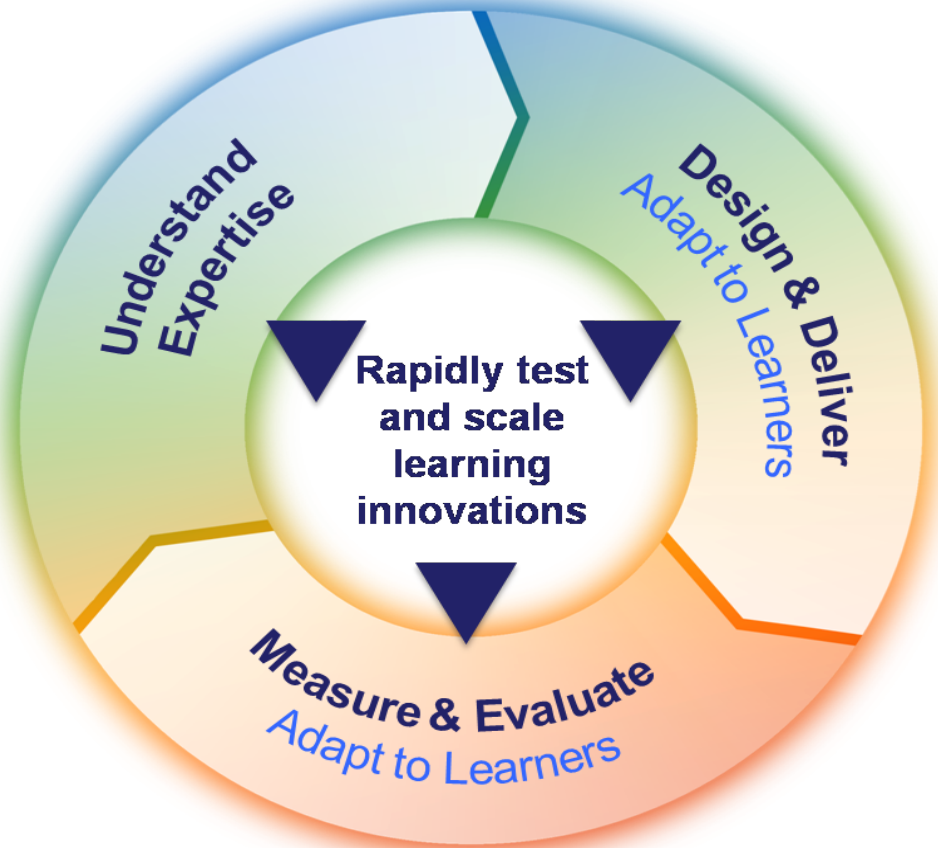 Understand
Expertise
Design & Deliver
Adapt to Learners
Rapidly test
and scale
learning
innovations
Measure & Evaluate
Adapt to Learners